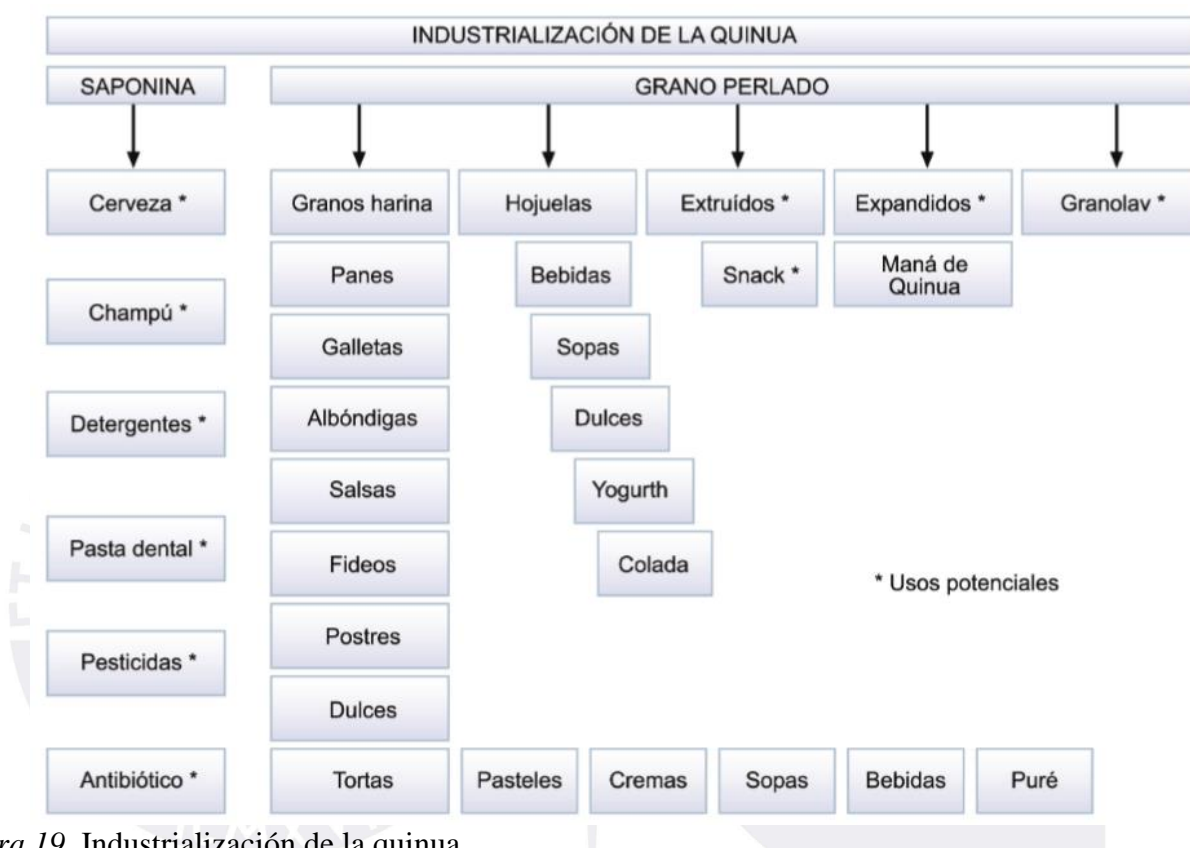 INDUSTRIALIZACIÓN DE LA QUINUA
SAPONINA
GRANO PERLADO
Cerveza *
Granos harina
Hojuelas
Extruídos *
Expandidos *
Granolav *
Panes
Bebidas
Snack *
Maná de
Quinua
Champú *
Galletas
Sopas
Detergentes *
Albóndigas
Dulces
Salsas
Yogurth
Pasta dental *
Fideos
Colada
* Usos potenciales
Postres
Pesticidas *
Dulces
Antibiótico *
Tortas
Pasteles
Cremas
Sopas
Bebidas
Puré
19. Industrialización de la quinua